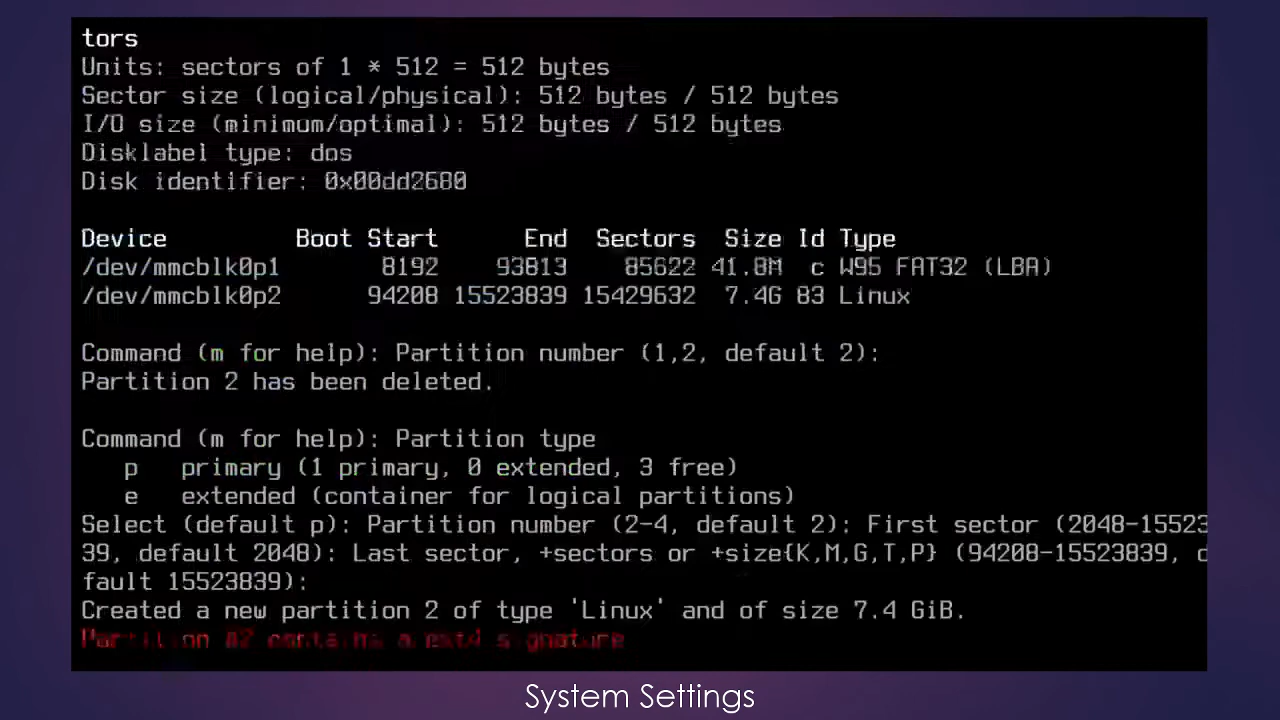 tors
Units: sectors of 1 * 512 = 512 bytes
Sector size (logical/physical): 512 bytes / 512 bytes
I/O size (minimum/optimal): 512 bytes / 512 bytes
Disklabel type: dos
Disk identifier: 0x00dd2680
Device Boot Start End Sectors Size Id Type
/dev/mmcblk0p1 8192 93813 85622 41.8M c W95 FAT32 (LBA)
/dev/mmcblk0p2 94208 15523839 15429632 7.4G 83 Linux
Command (m for help): Partition number (1,2, default 2):
Partition 2 has been deleted.
Command (m for help): Partition type
p primary (1 primary, 0 extended, 3 free)
e extended (container for logical partitions)
Select (default p): Partition number (2-4, default 2): First sector (2048-15523
39, default 2048): Last sector, +sectors or +size{K,M,G,T,P} (94208-15523839,
fault 15523839):
Created a new partition 2 of type 'Linux' and of size 7.4 GiB.
Partition #2 contains a ext4 signature
System Settings